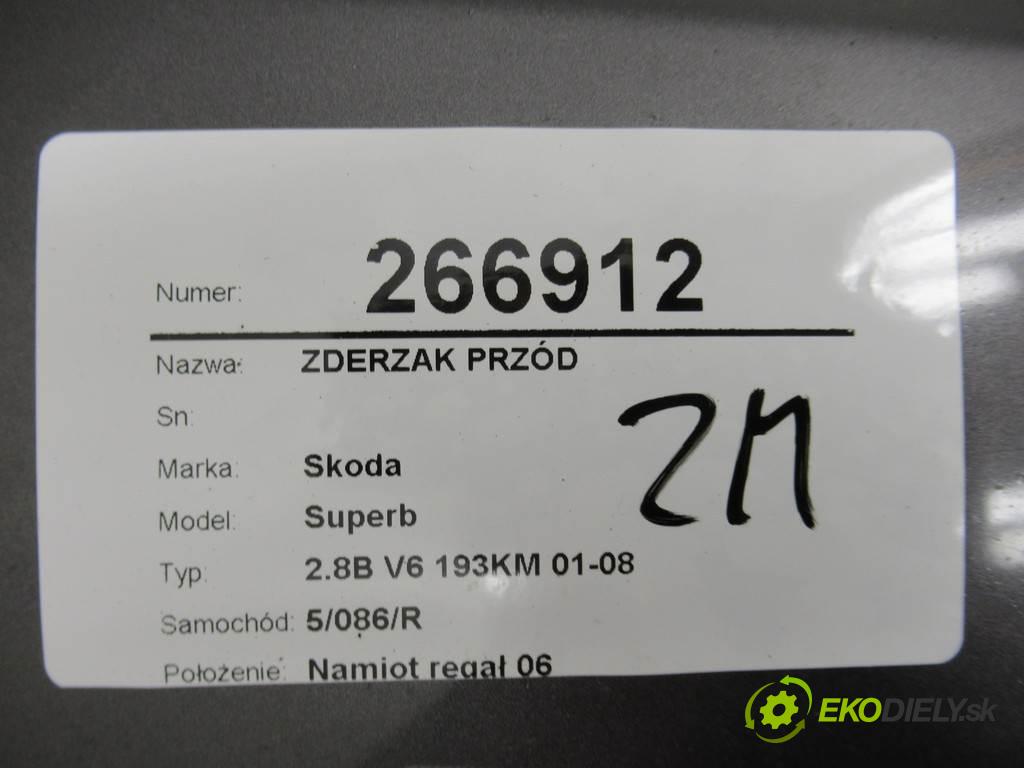 Numer: 266912
Nazwa: ZDERZAK PRZÓD
Sn:
Marka: Skoda
Model: Superb
Typ: 2.8B V6 193KM 01-08
Samochód: 5/086/R
Położenie: Namiot regał 06
ZM
EKODIELY.sk